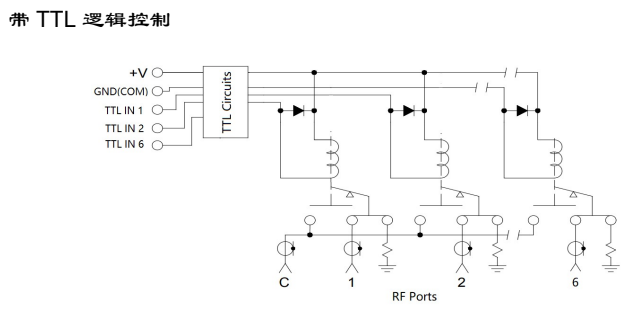 带 TTL 逻辑控制
+V
GND(COM)
TTL IN 1
TTL IN 2
TTL IN 6
TTL Circuits
C 1 2 6
RF Ports